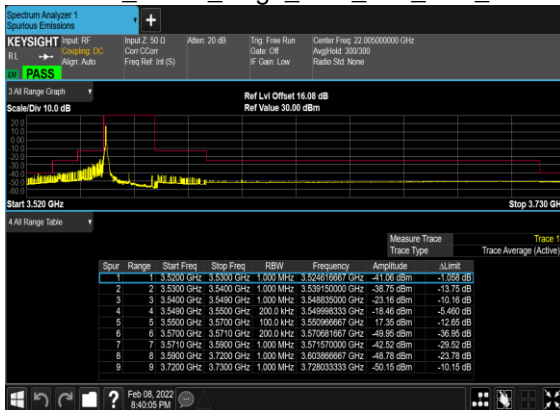 Spectrum Analyzer 1
Spurious Emissions
KEYSIGHT Input: RF Input Z: 50 Ω Atten: 20 dB Trig: Free Run Center Freq: 22.005000000 GHz
RL Coupling: DC Corr CCorr Gate: Off Avg|Hold: 300/300
Align: Auto Freq Ref: Int (S) IF Gain: Low Radio Std: None
PASS
3 All Range Graph
Ref Lvl Offset 16.08 dB
Scale/Div 10.0 dB Ref Value 30.00 dBm
20.0
10.0
0.00
-10.0
-20.0
-30.0
-40.0
-50.0
-60.0
Start 3.520 GHz Stop 3.730 GH
4 All Range Table
Measure Trace Trace 1
Trace Type Trace Average (Active)
Spur Range Start Freq Stop Freq RBW Frequency Amplitude ΔLimit
1 1 3.5200 GHz 3.5300 GHz 1.000 MHz 3.524616667 GHz -41.06 dBm -1.058 dB
2 2 3.5300 GHz 3.5400 GHz 1.000 MHz 3.539150000 GHz -38.75 dBm -13.75 dB
3 3 3.5400 GHz 3.5490 GHz 1.000 MHz 3.548835000 GHz -23.16 dBm -10.16 dB
4 4 3.5490 GHz 3.5500 GHz 200.0 kHz 3.549998333 GHz -18.46 dBm -5.460 dB
5 5 3.5500 GHz 3.5700 GHz 100.0 kHz 3.550966667 GHz 17.35 dBm -12.65 dB
6 6 3.5700 GHz 3.5710 GHz 200.0 kHz 3.570681667 GHz -49.95 dBm -36.95 dB
7 7 3.5710 GHz 3.5900 GHz 1.000 MHz 3.571570000 GHz -42.52 dBm -29.52 dB
8 8 3.5900 GHz 3.7200 GHz 1.000 MHz 3.603866667 GHz -48.78 dBm -23.78 dB
9 9 3.7200 GHz 3.7300 GHz 1.000 MHz 3.728033333 GHz -50.15 dBm -10.15 dB
Feb 08, 2022
8:40:05 PM